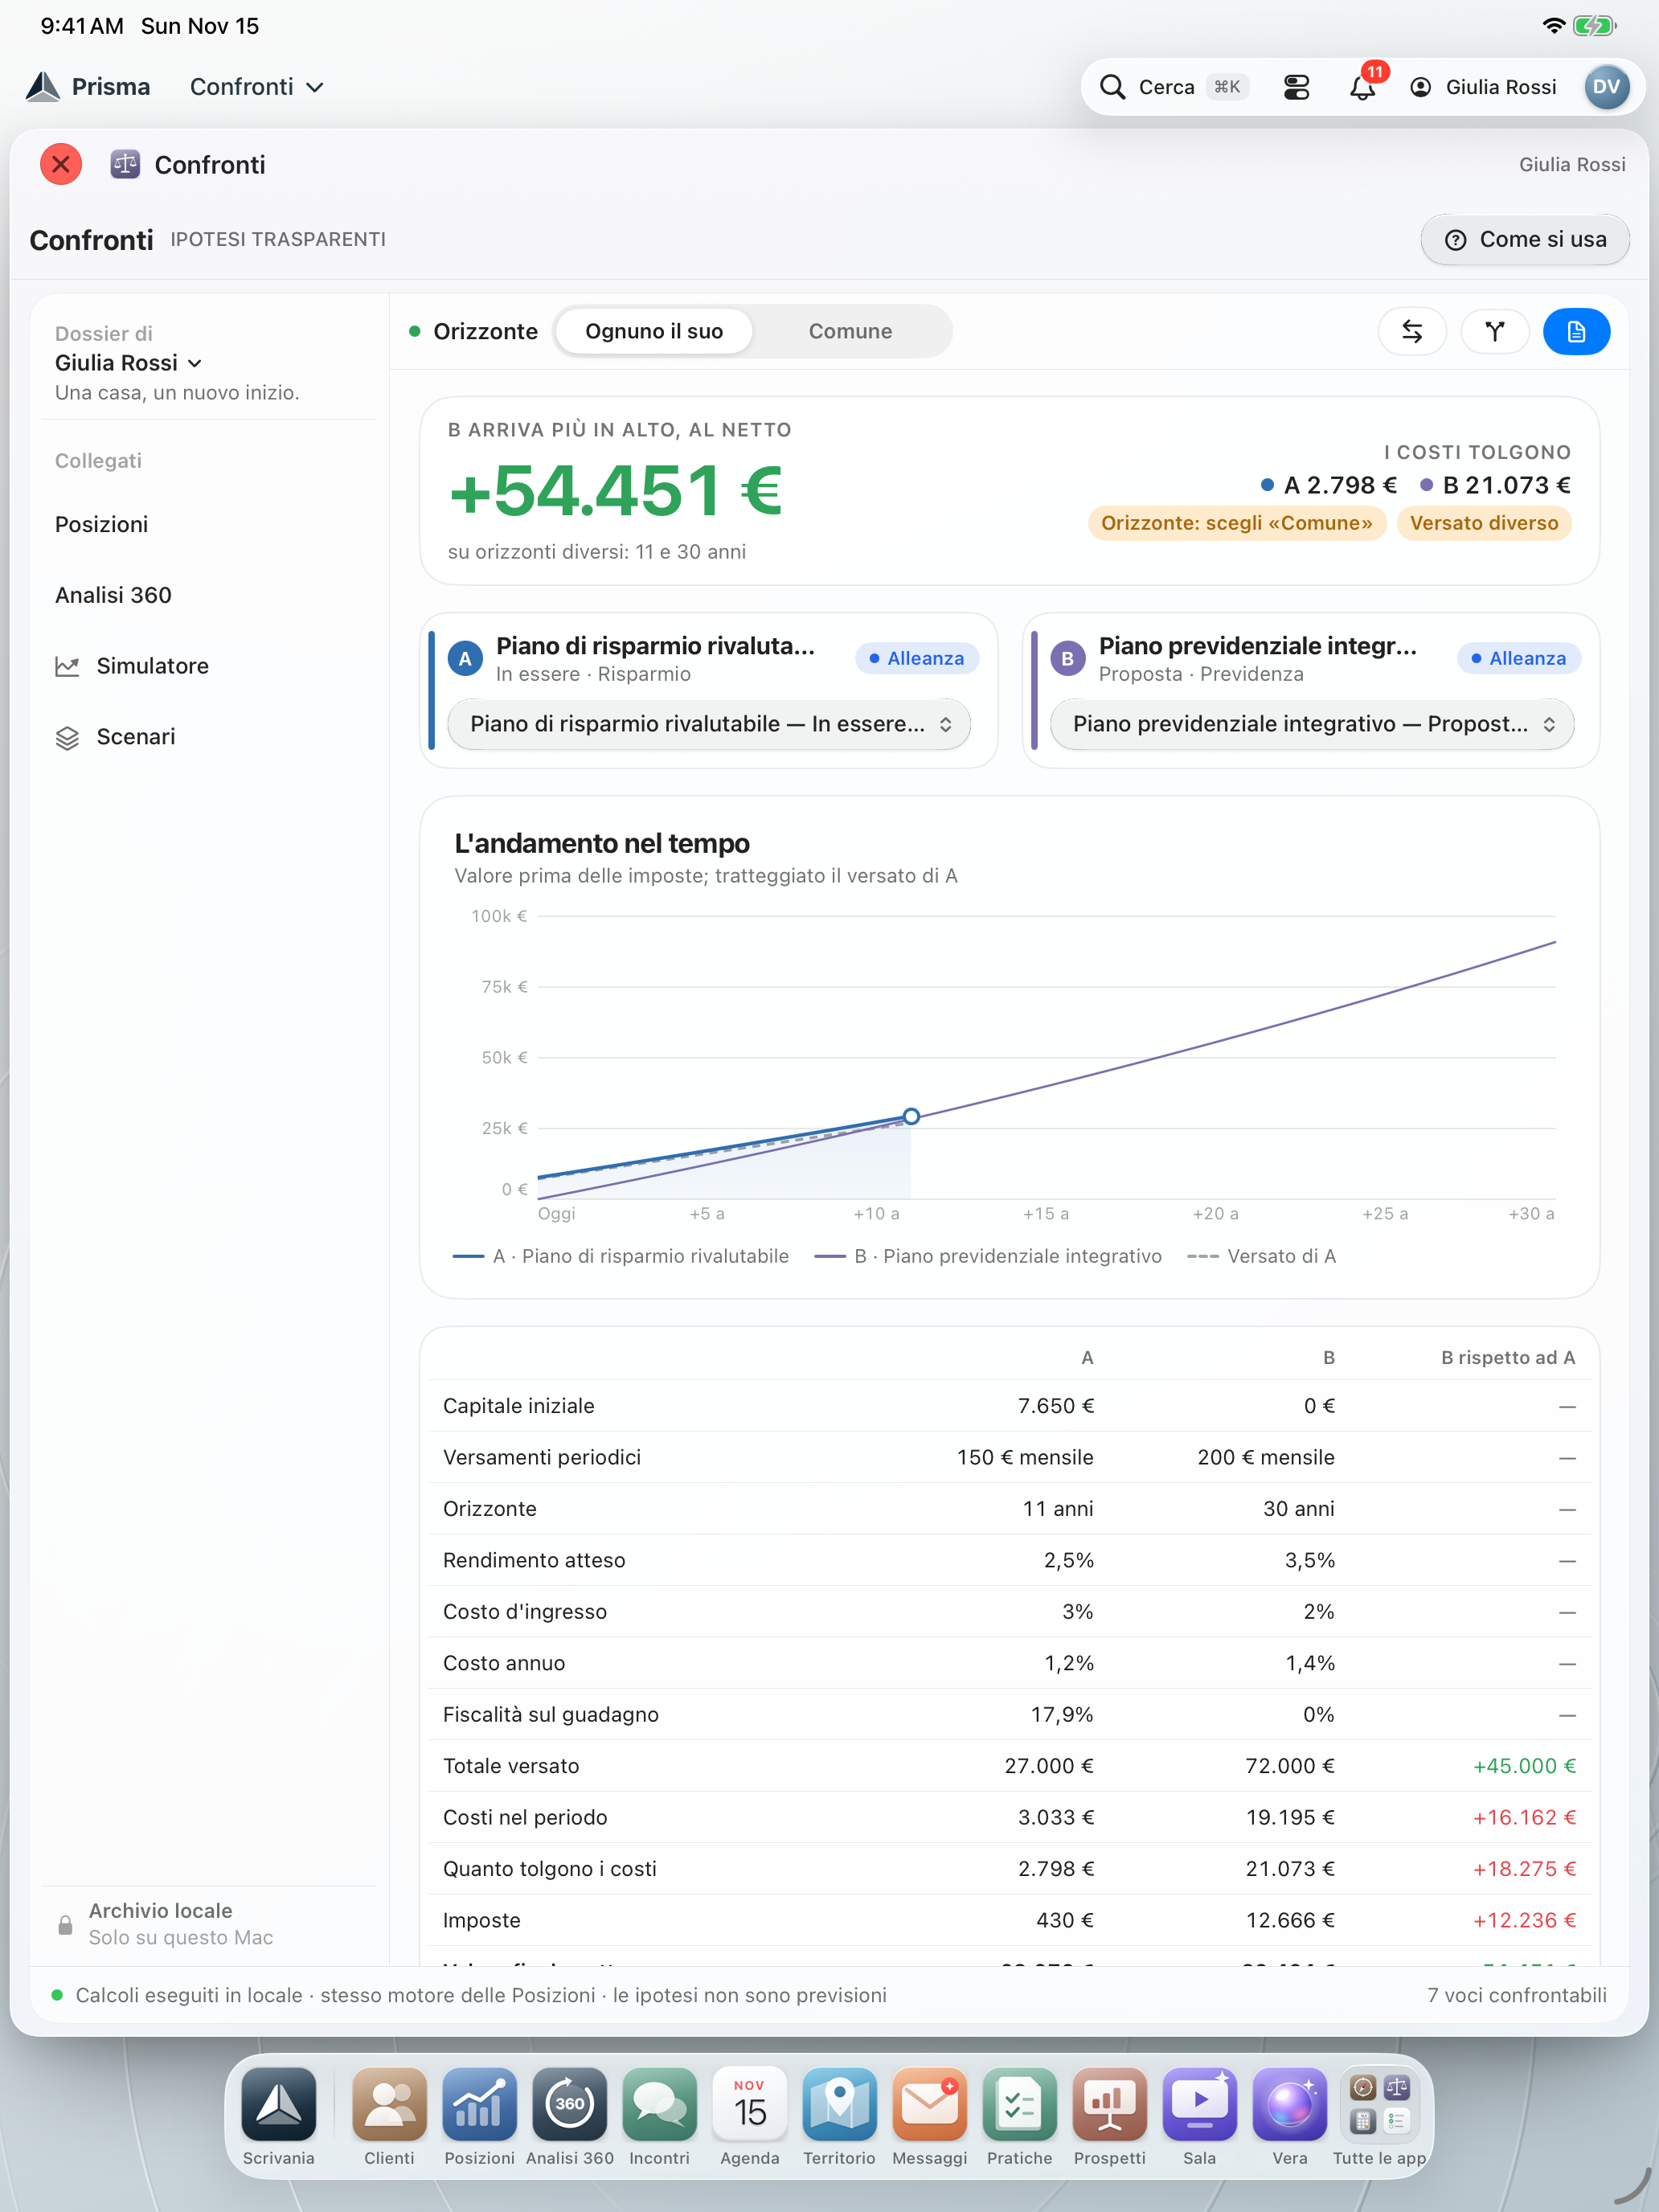 9:41 AM Sun Nov 15
Prisma Confronti
Cerca ⌘K 11 Giulia Rossi DV
Confronti
Giulia Rossi
Confronti IPOTESI TRASPARENTI
Come si usa
Dossier di
Giulia Rossi
Una casa, un nuovo inizio.
Collegati
Posizioni
Analisi 360
Simulatore
Scenari
Archivio locale
Solo su questo Mac
Orizzonte Ognuno il suo Comune
B ARRIVA PIÙ IN ALTO, AL NETTO
+54.451 €
su orizzonti diversi: 11 e 30 anni
I COSTI TOLGONO
A 2.798 € B 21.073 €
Orizzonte: scegli «Comune» Versato diverso
A Piano di risparmio rivaluta...
In essere · Risparmio
Alleanza
Piano di risparmio rivalutabile — In essere...
B Piano previdenziale integr...
Proposta · Previdenza
Alleanza
Piano previdenziale integrativo — Propost...
L'andamento nel tempo
Valore prima delle imposte; tratteggiato il versato di A
100k €
75k €
50k €
25k €
0 €
Oggi +5 a +10 a +15 a +20 a +25 a +30 a
A · Piano di risparmio rivalutabile B · Piano previdenziale integrativo Versato di A
A B B rispetto ad A
Capitale iniziale 7.650 € 0 € —
Versamenti periodici 150 € mensile 200 € mensile —
Orizzonte 11 anni 30 anni —
Rendimento atteso 2,5% 3,5% —
Costo d'ingresso 3% 2% —
Costo annuo 1,2% 1,4% —
Fiscalità sul guadagno 17,9% 0% —
Totale versato 27.000 € 72.000 € +45.000 €
Costi nel periodo 3.033 € 19.195 € +16.162 €
Quanto tolgono i costi 2.798 € 21.073 € +18.275 €
Imposte 430 € 12.666 € +12.236 €
Calcoli eseguiti in locale · stesso motore delle Posizioni · le ipotesi non sono previsioni
7 voci confrontabili
360
NOV
15
Scrivania Clienti Posizioni Analisi 360 Incontri Agenda Territorio Messaggi Pratiche Prospetti Sala Vera Tutte le app